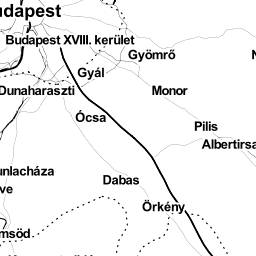 udapest
Budapest XVIII. kerület
Gyömrő
Gyál
Dunaharaszti
Monor
Ócsa
Pilis
Albertirsa
unlacháza
ve
Dabas
Örkény
msöd